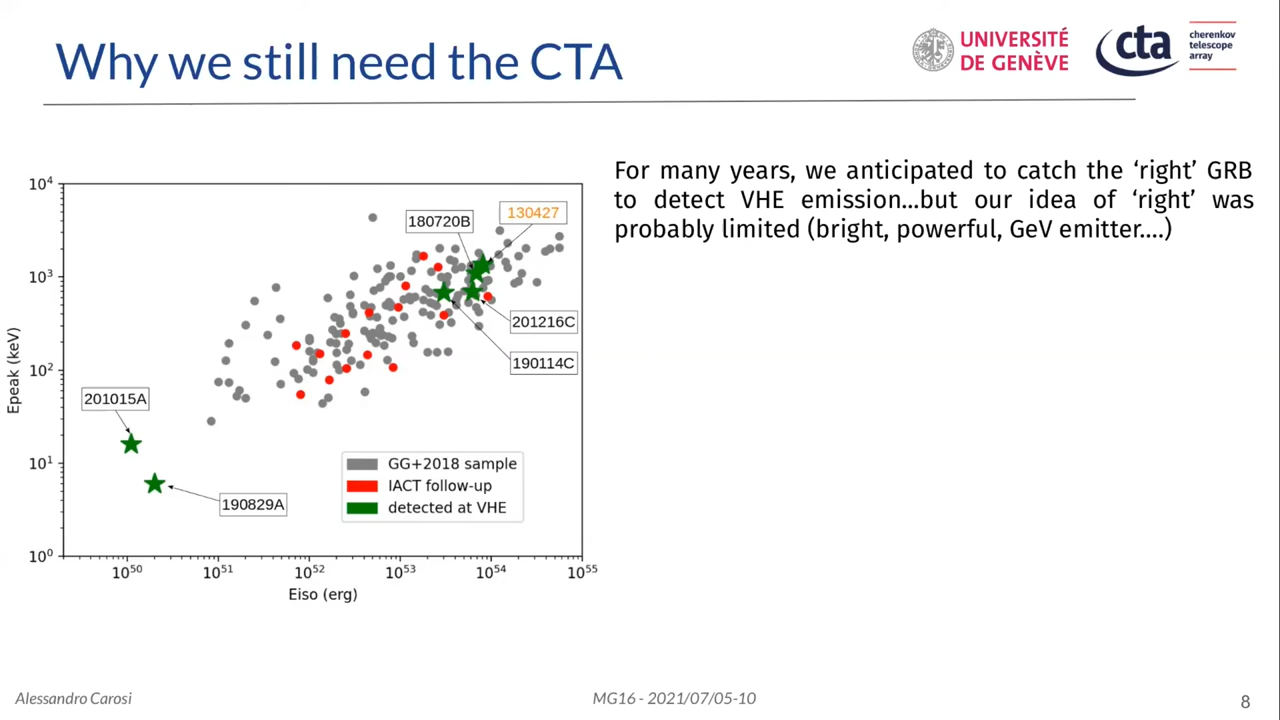 Why we still need the CTA
UNIVERSITÉ
DE GENÈVE
cta
cherenkov
telescope
array
For many years, we anticipated to catch the ‘right’ GRB
to detect VHE emission...but our idea of ‘right’ was
probably limited (bright, powerful, GeV emitter....)
10⁴
10³
10²
10¹
10⁰
Epeak (keV)
180720B
130427
201216C
190114C
201015A
190829A
GG+2018 sample
IACT follow-up
detected at VHE
10⁵⁰
10⁵¹
10⁵²
10⁵³
10⁵⁴
10⁵⁵
Eiso (erg)
Alessandro Carosi
MG16 - 2021/07/05-10
8